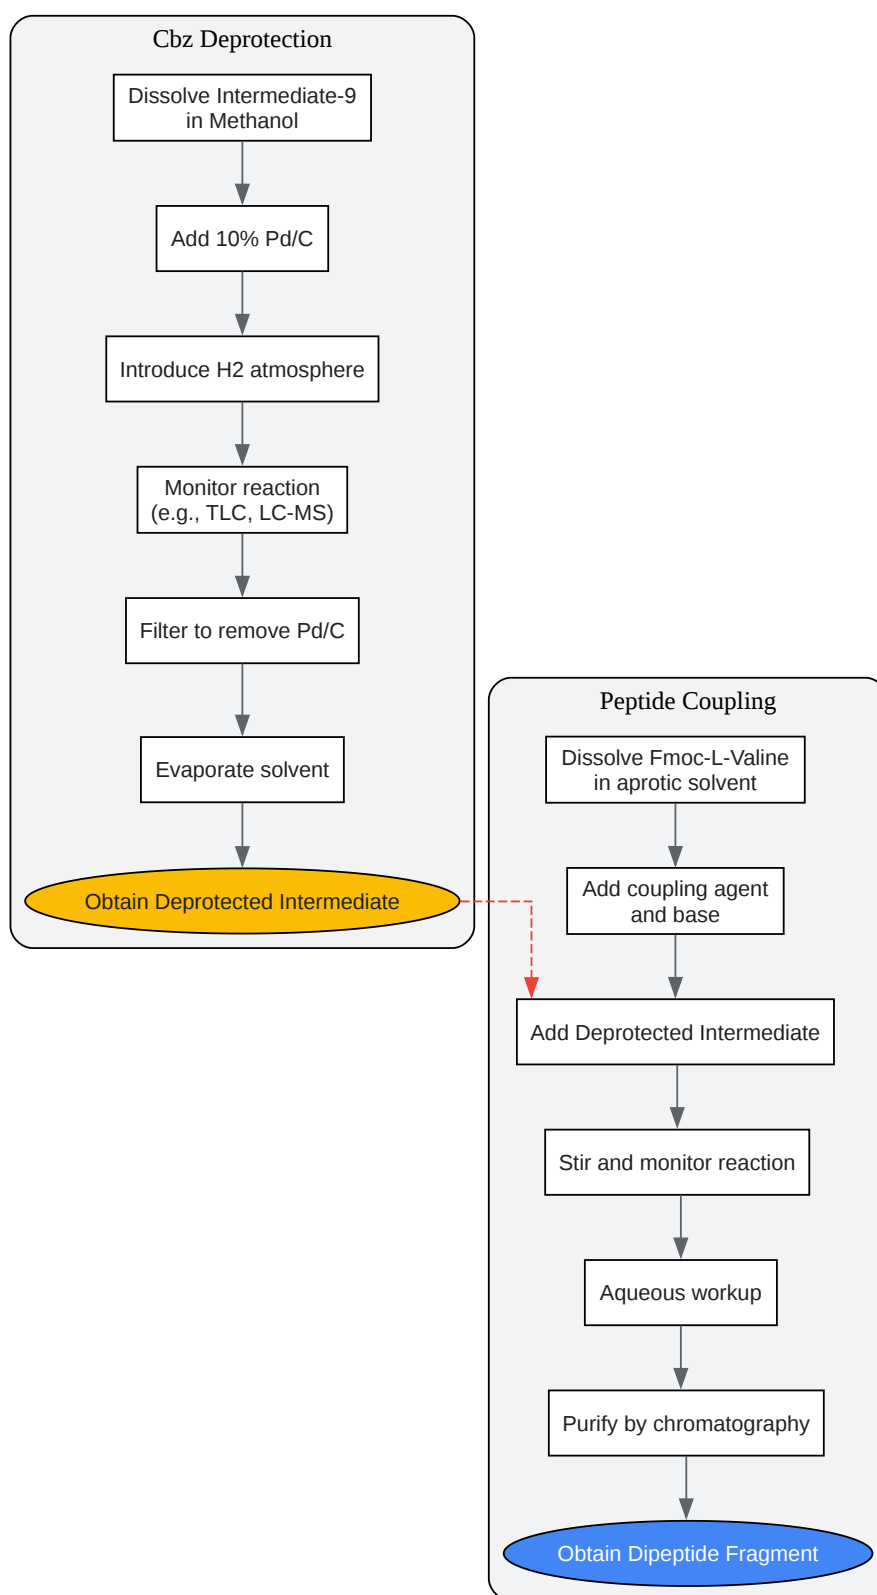 Cbz Deprotection
Dissolve Intermediate-9
in Methanol
Add 10% Pd/C
Introduce H2 atmosphere
Monitor reaction
(e.g., TLC, LC-MS)
Filter to remove Pd/C
Evaporate solvent
Obtain Deprotected Intermediate
Peptide Coupling
Dissolve Fmoc-L-Valine
in aprotic solvent
Add coupling agent
and base
Add Deprotected Intermediate
Stir and monitor reaction
Aqueous workup
Purify by chromatography
Obtain Dipeptide Fragment